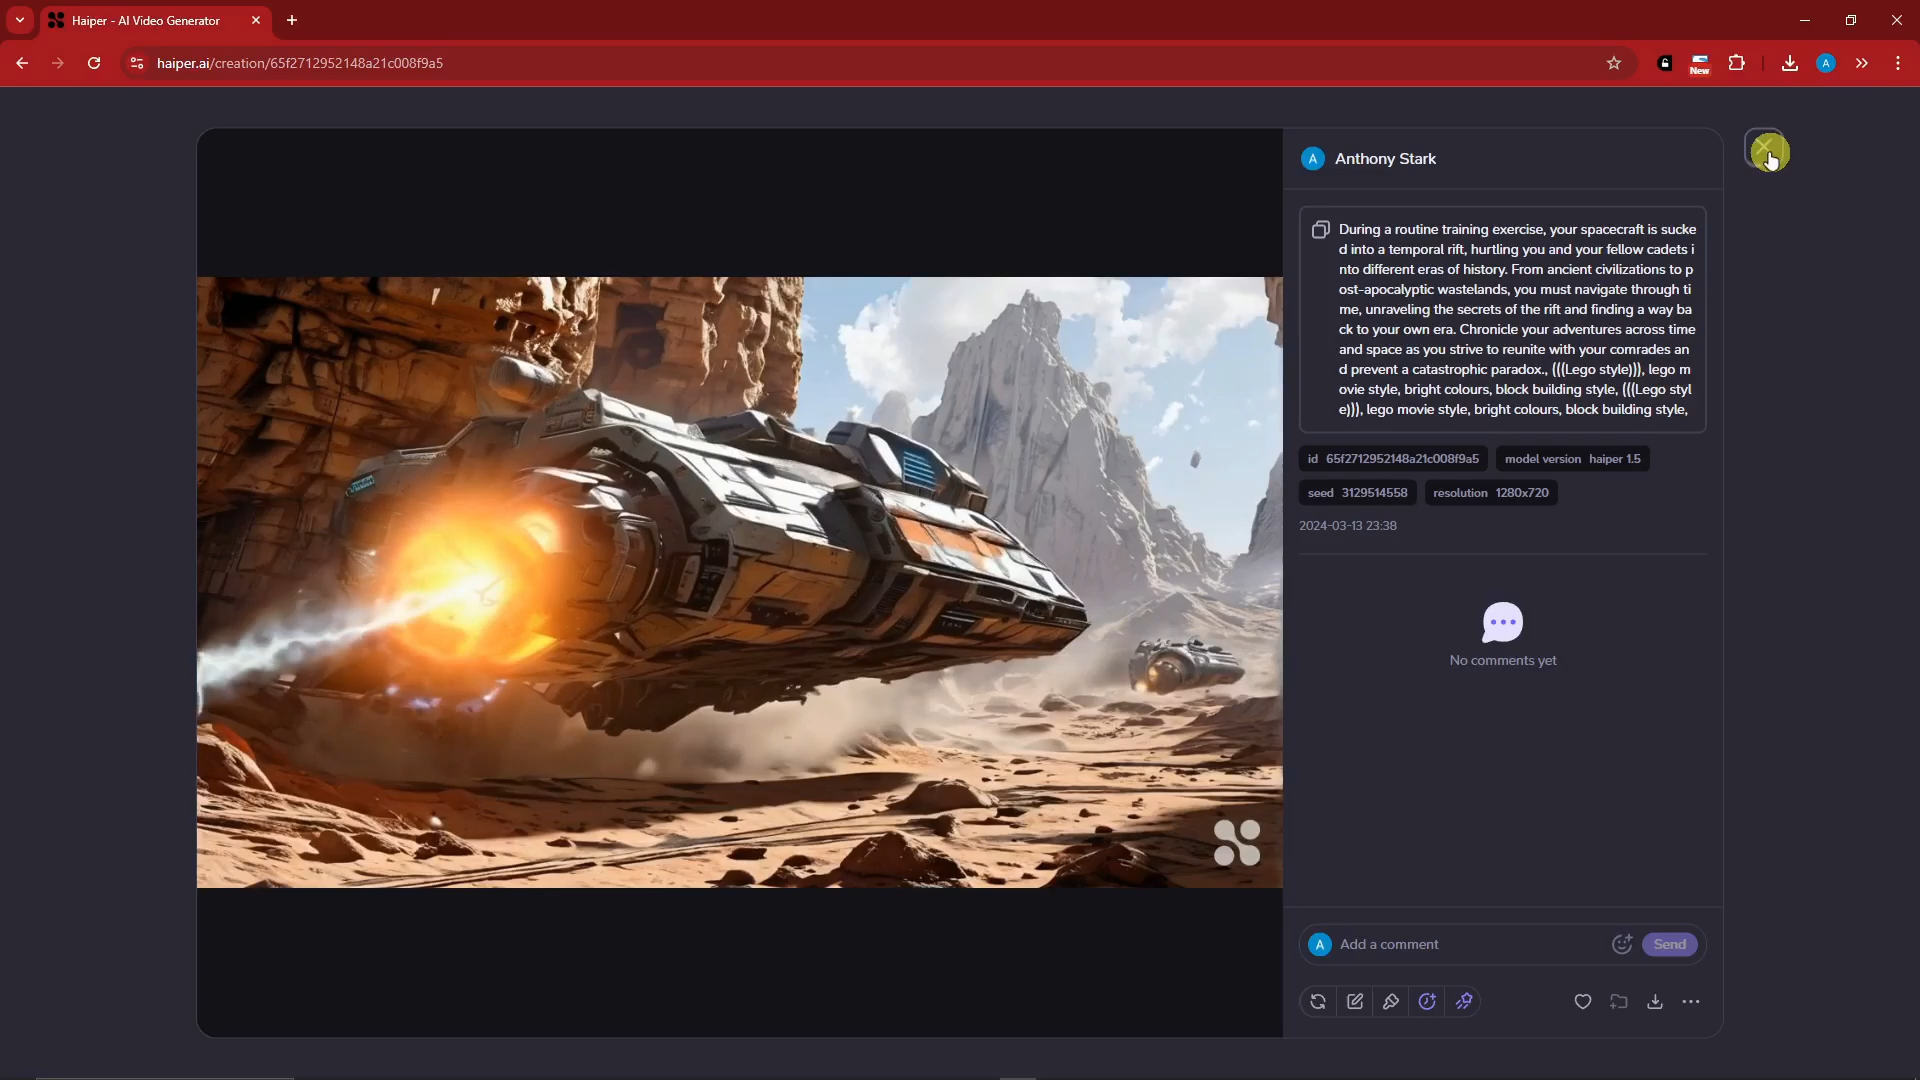 Haiper - AI Video Generator
haiper.ai/creation/65f2712952148a21c008f9a5
New
A
A Anthony Stark
During a routine training exercise, your spacecraft is sucke
d into a temporal rift, hurtling you and your fellow cadets i
nto different eras of history. From ancient civilizations to p
ost-apocalyptic wastelands, you must navigate through ti
me, unraveling the secrets of the rift and finding a way ba
ck to your own era. Chronicle your adventures across time
and space as you strive to reunite with your comrades an
d prevent a catastrophic paradox., (((Lego style))), lego m
ovie style, bright colours, block building style, (((Lego styl
e))), lego movie style, bright colours, block building style,
id 65f2712952148a21c008f9a5 model version haiper 1.5
seed 3129514558 resolution 1280x720
2024-03-13 23:38
No comments yet
A Add a comment Send